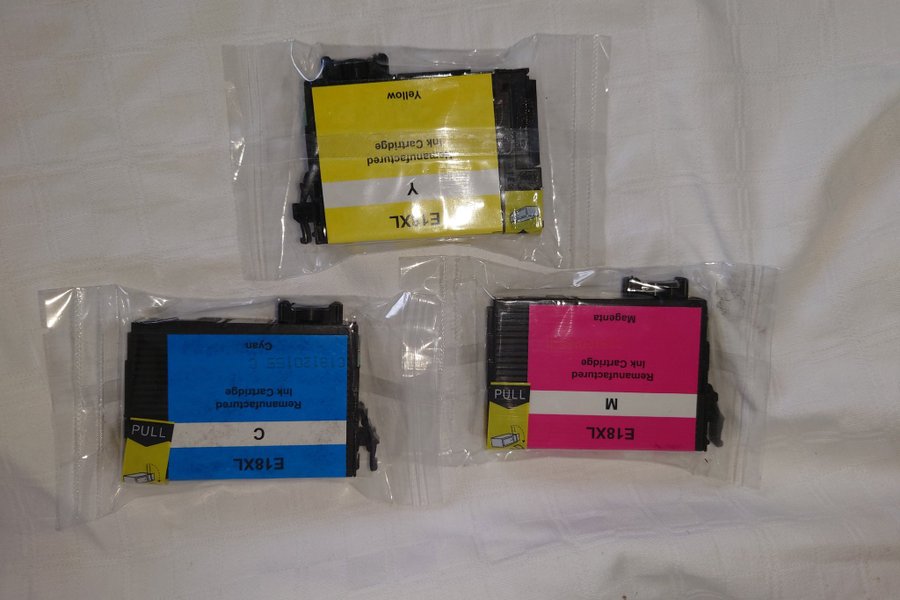 Yellow
Remanufactured
Ink Cartridge
Y
E18XL
Cyan
Remanufactured
Ink Cartridge
C
E18XL
PULL
Magenta
Remanufactured
Ink Cartridge
M
E18XL
PULL